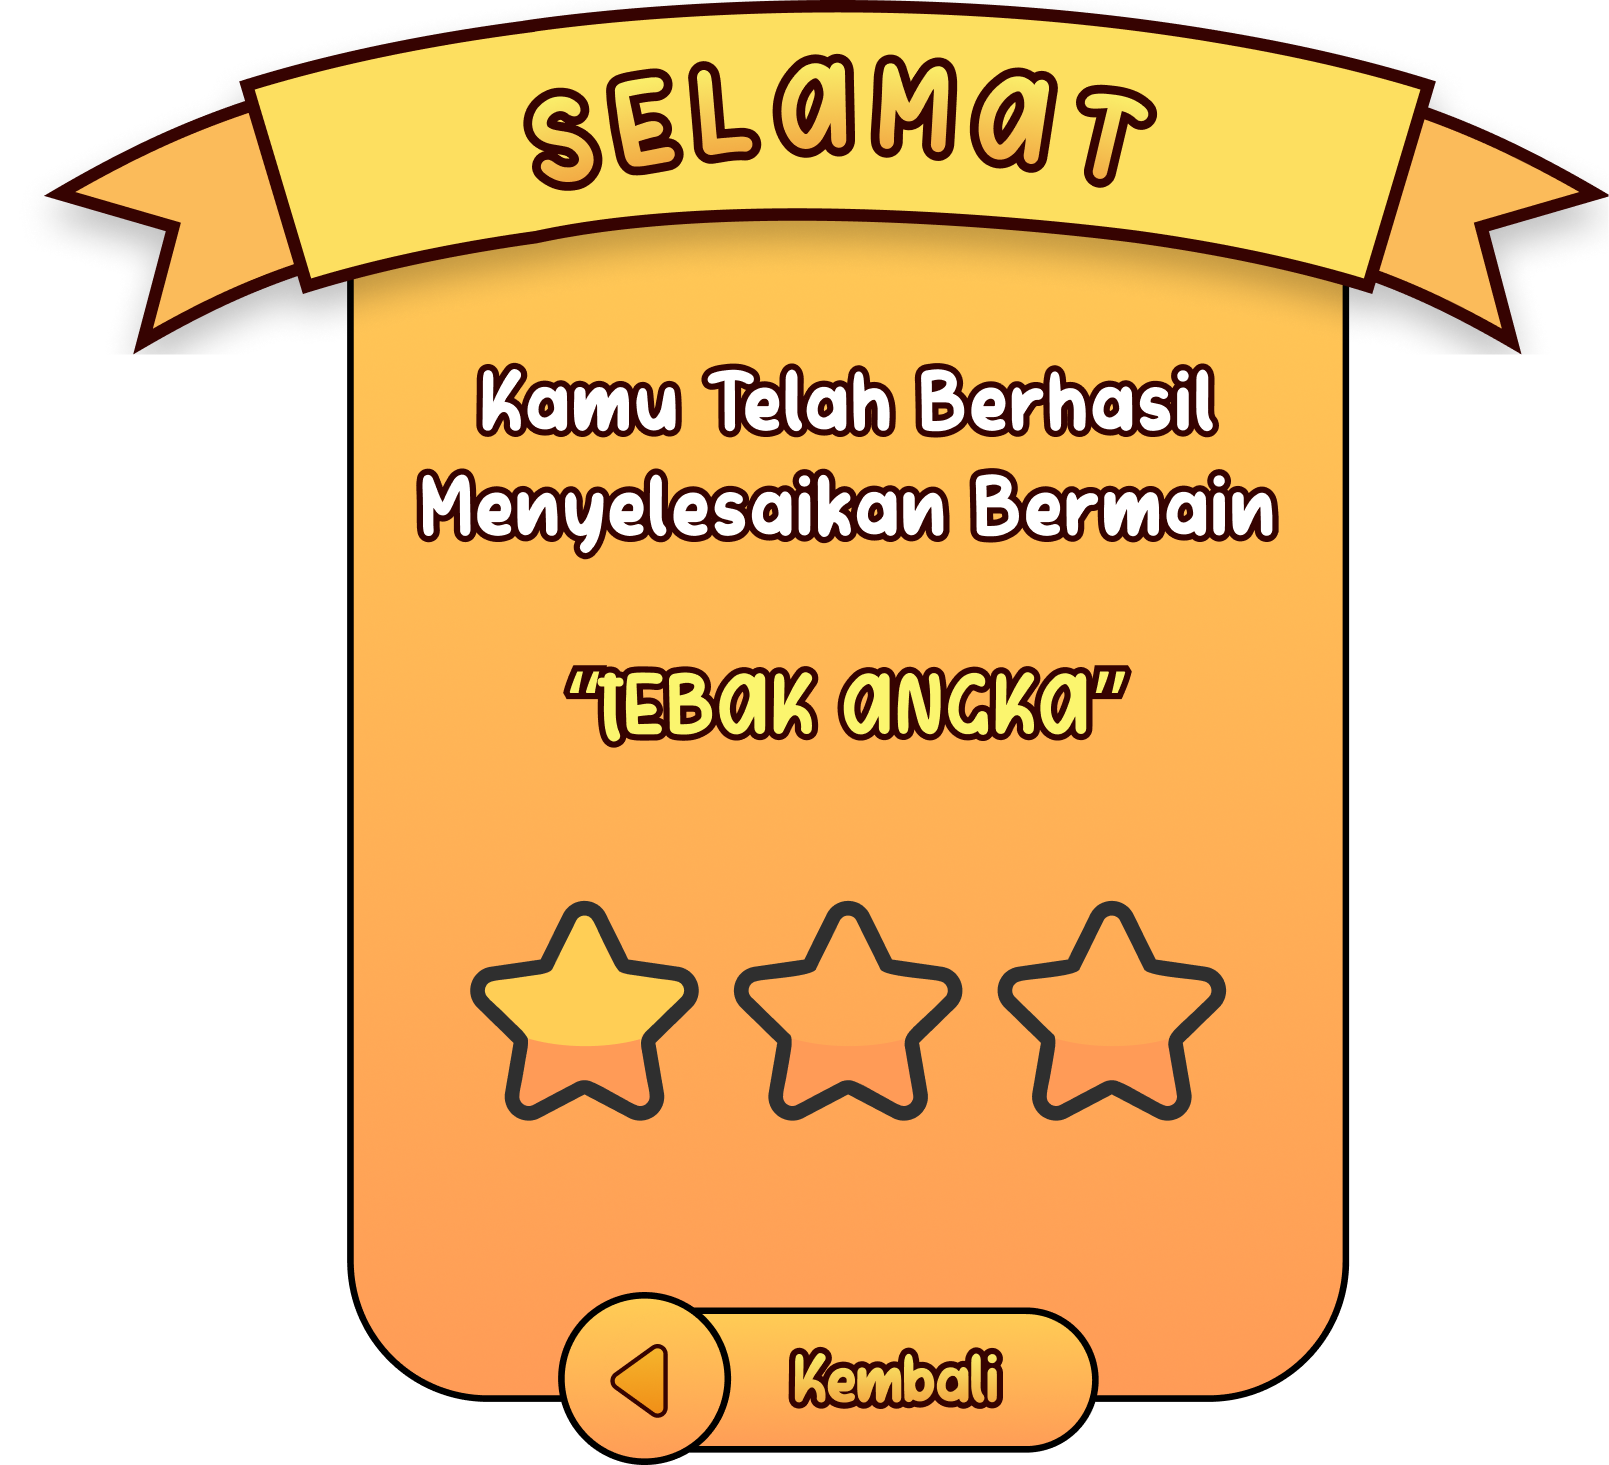 SELAMAT
Kamu Telah Berhasil
Menyelesaikan Bermain
“TEBAK ANGKA”
Kembali